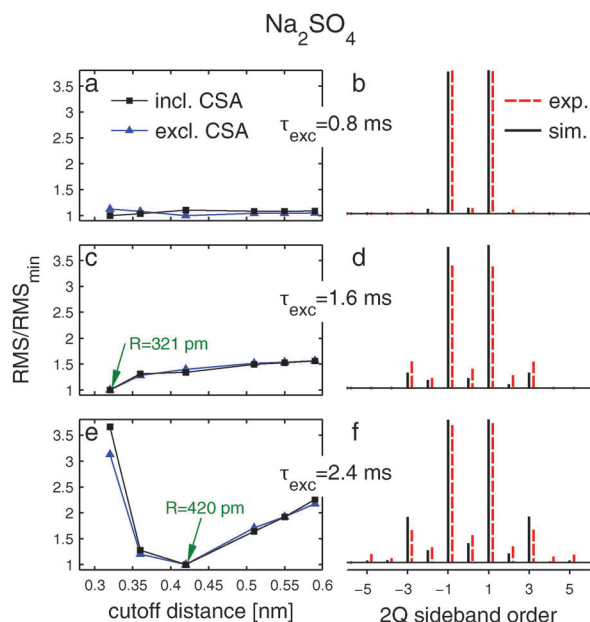 Na₂SO₄
a
incl. CSA
excl. CSA
τexc=0.8 ms
b
exp.
sim.
3.5
3
2.5
2
1.5
1
c
R=321 pm
τexc=1.6 ms
d
3.5
3
2.5
2
1.5
1
RMS/RMSmin
e
R=420 pm
τexc=2.4 ms
f
3.5
3
2.5
2
1.5
1
0.3 0.35 0.4 0.45 0.5 0.55 0.6
cutoff distance [nm]
−5 −3 −1 1 3 5
2Q sideband order